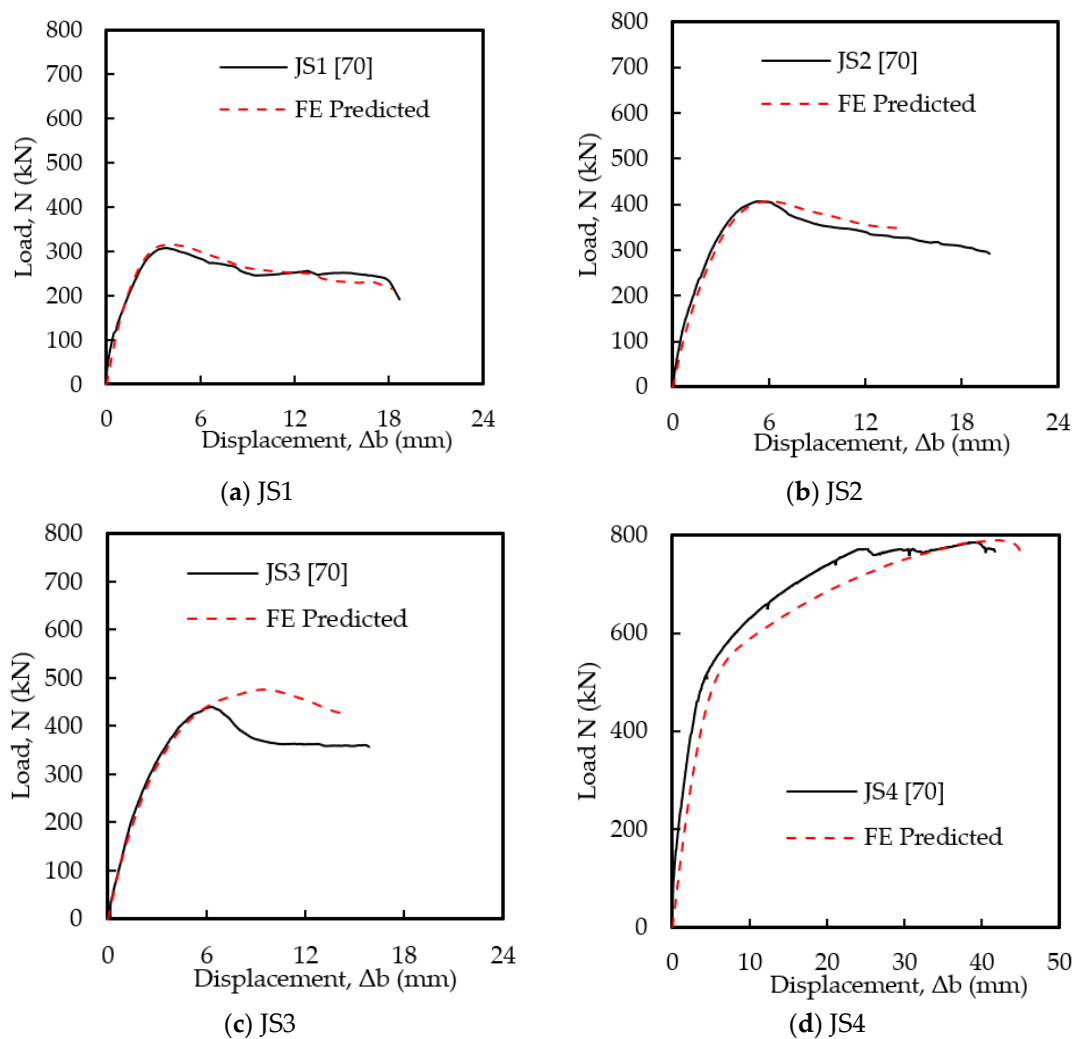 800
700
600
500
400
300
200
100
0
Load, N (kN)
JS1 [70]
FE Predicted
0 6 12 18 24
Displacement, Δb (mm)
(a) JS1
800
700
600
500
400
300
200
100
0
Load, N (kN)
JS2 [70]
FE Predicted
0 6 12 18 24
Displacement, Δb (mm)
(b) JS2
800
700
600
500
400
300
200
100
0
Load, N (kN)
JS3 [70]
FE Predicted
0 6 12 18 24
Displacement, Δb (mm)
(c) JS3
800
600
400
200
0
Load N (kN)
JS4 [70]
FE Predicted
0 10 20 30 40 50
Displacement, Δb (mm)
(d) JS4